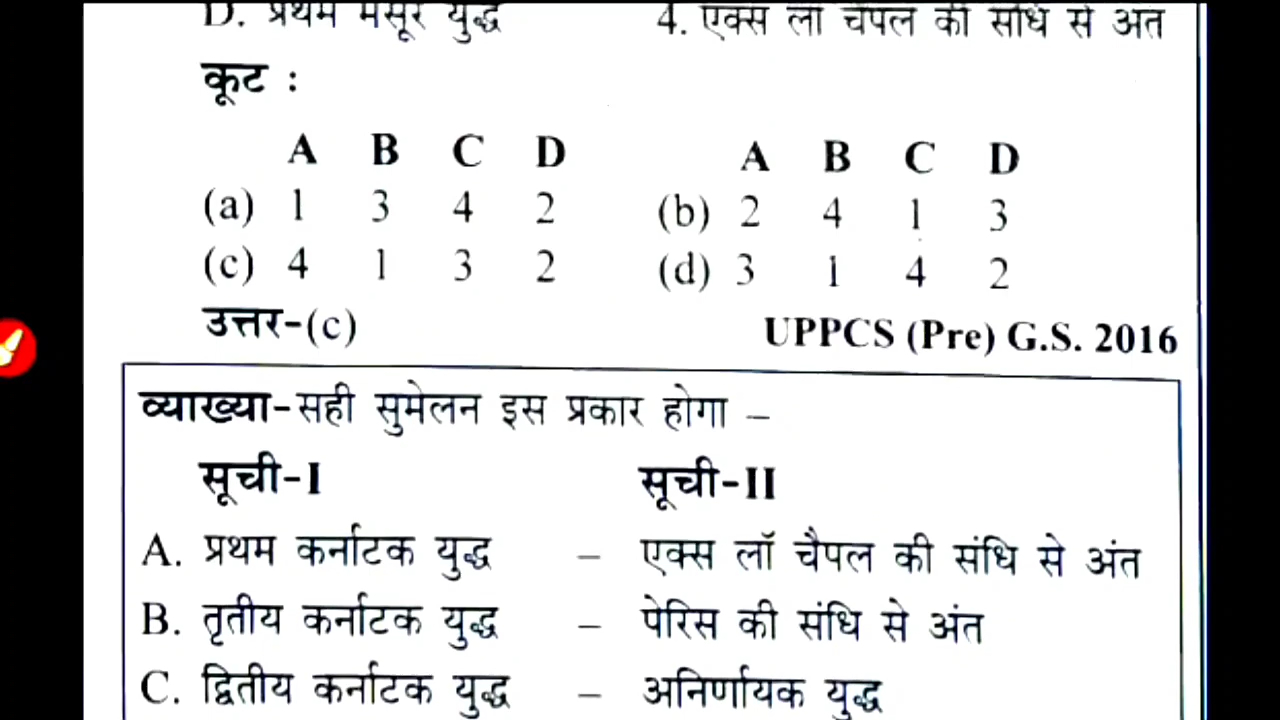 D. प्रथम मैसूर युद्ध 4. एक्स ला चैपल की संधि से अंत
कूट :
A B C D A B C D
(a) 1 3 4 2 (b) 2 4 1 3
(c) 4 1 3 2 (d) 3 1 4 2
उत्तर-(c) UPPCS (Pre) G.S. 2016
व्याख्या-सही सुमेलन इस प्रकार होगा –
सूची-I सूची-II
A. प्रथम कर्नाटक युद्ध – एक्स लॉ चैपल की संधि से अंत
B. तृतीय कर्नाटक युद्ध – पेरिस की संधि से अंत
C. द्वितीय कर्नाटक युद्ध – अनिर्णायक युद्ध